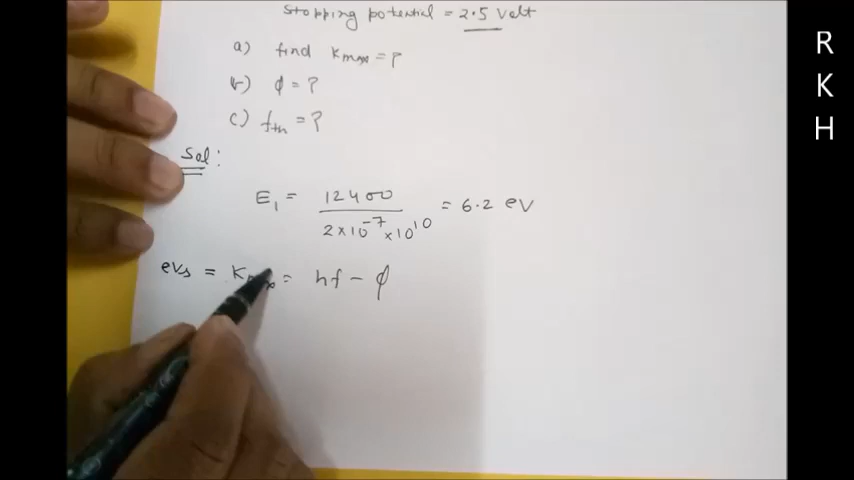 stopping potential = 2.5 Volt
a) find Kmax = ?
b) ϕ = ?
c) fth = ?
Sol:
E1 = 12400 / 2×10^-7×10^10 = 6.2 eV
eVs = Kmax = hf - ϕ
R
K
H